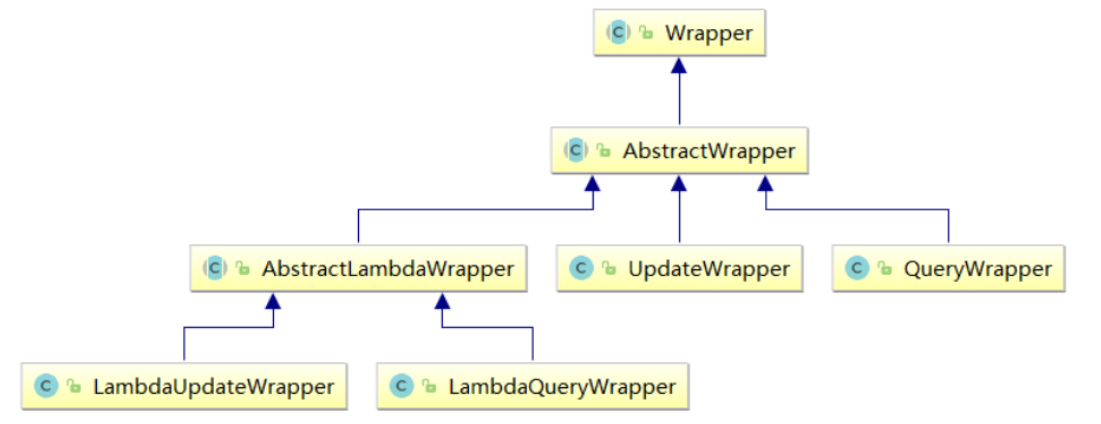 C Wrapper
C AbstractWrapper
C AbstractLambdaWrapper C UpdateWrapper C QueryWrapper
C LambdaUpdateWrapper C LambdaQueryWrapper